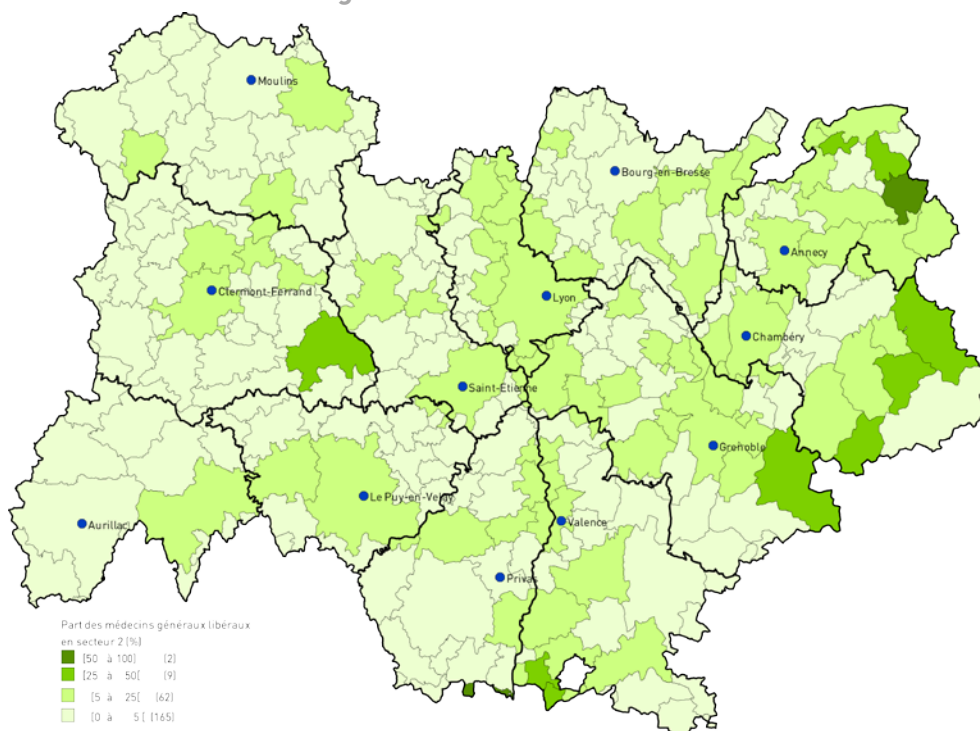 Moulins
Bourg-en-Bresse
Annecy
Clermont-Ferrand
Lyon
Chambéry
Saint-Etienne
Grenoble
Le Puy-en-Velay
Aurillac
Valence
Privas
Part des médecins généraux libéraux
en secteur 2 (%)
[50 à 100] (2)
[25 à 50[ (9)
[5 à 25[ (62)
[0 à 5[ (165)